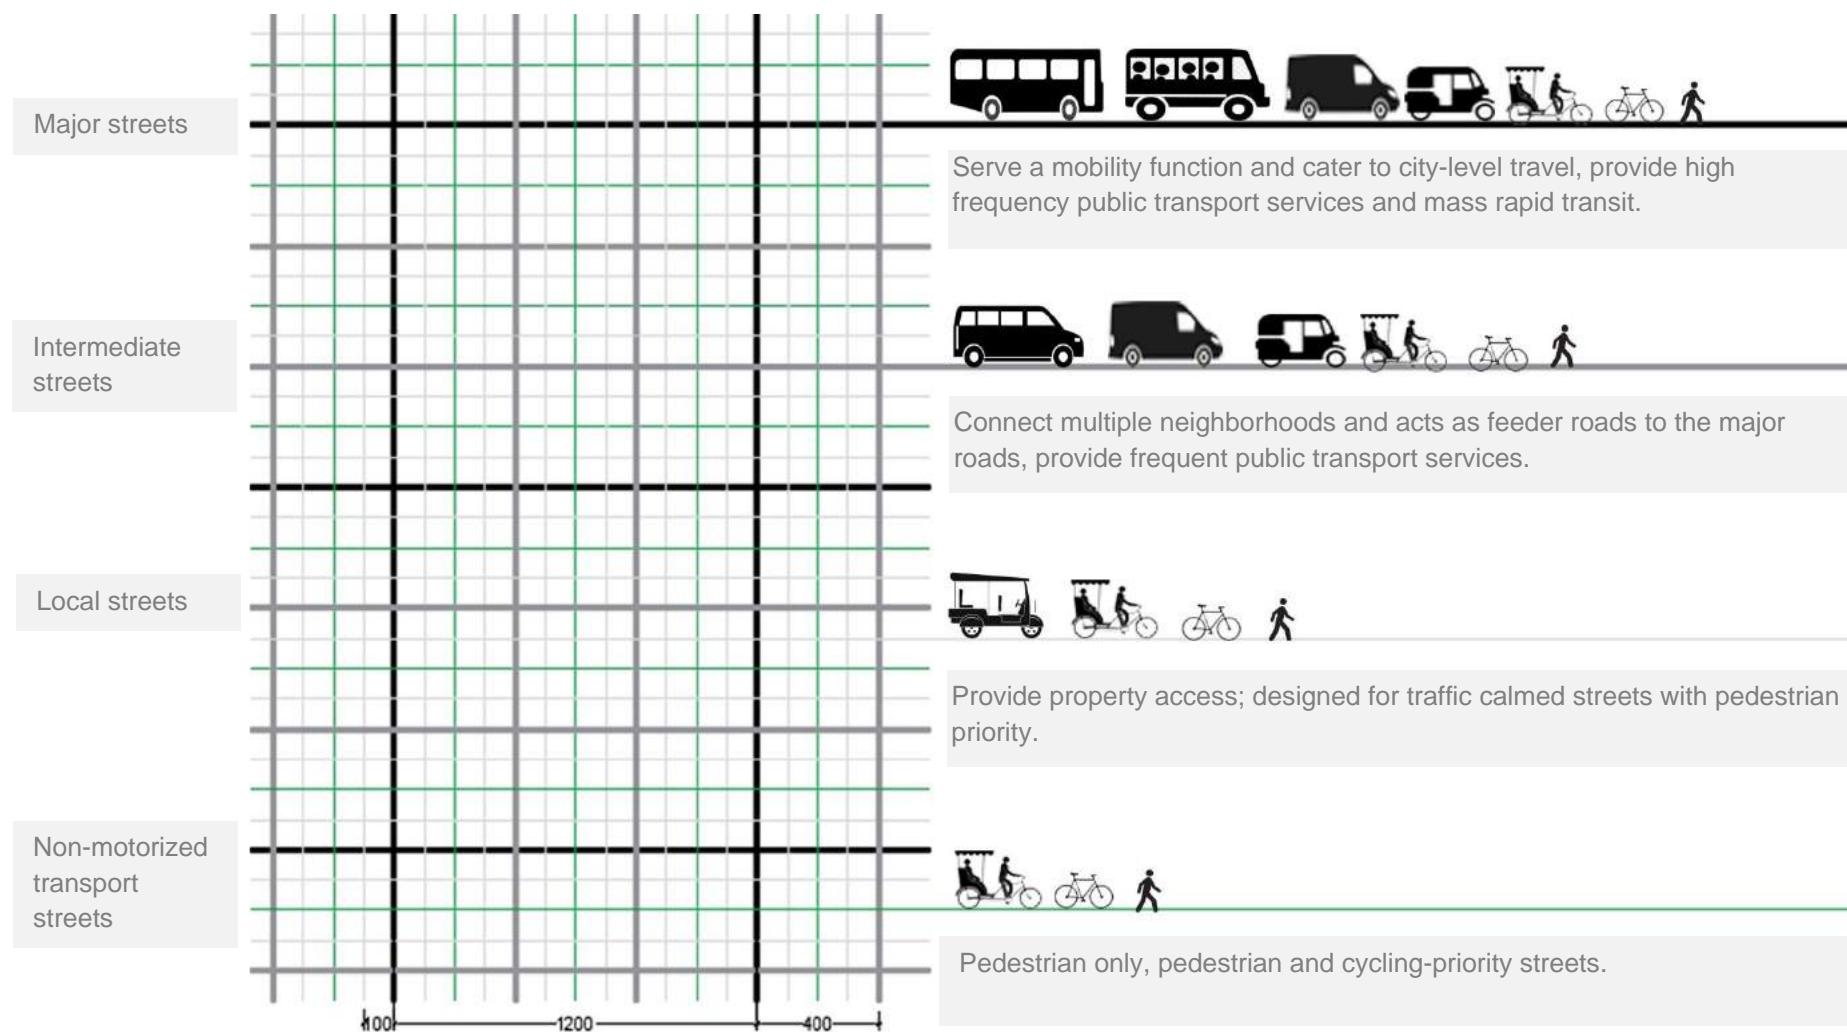 Major streets
Serve a mobility function and cater to city-level travel, provide high
frequency public transport services and mass rapid transit.
Intermediate
streets
Connect multiple neighborhoods and acts as feeder roads to the major
roads, provide frequent public transport services.
Local streets
Provide property access; designed for traffic calmed streets with pedestrian
priority.
Non-motorized
transport
streets
Pedestrian only, pedestrian and cycling-priority streets.
100 1200 400